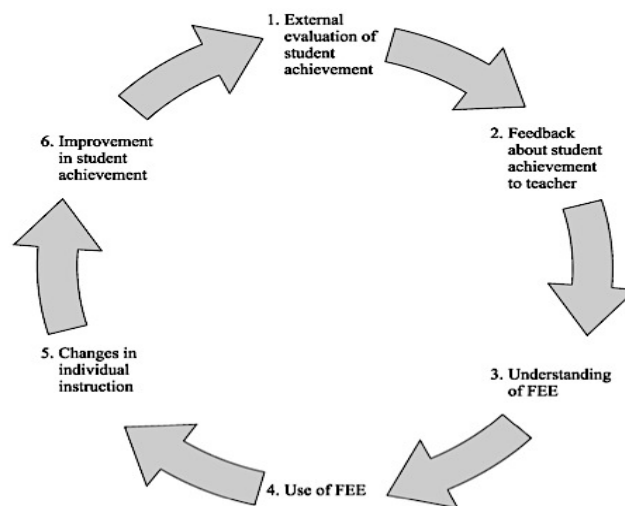 1. External
evaluation of
student
achievement
2. Feedback
about student
achievement
to teacher
3. Understanding
of FEE
4. Use of FEE
5. Changes in
individual
instruction
6. Improvement
in student
achievement